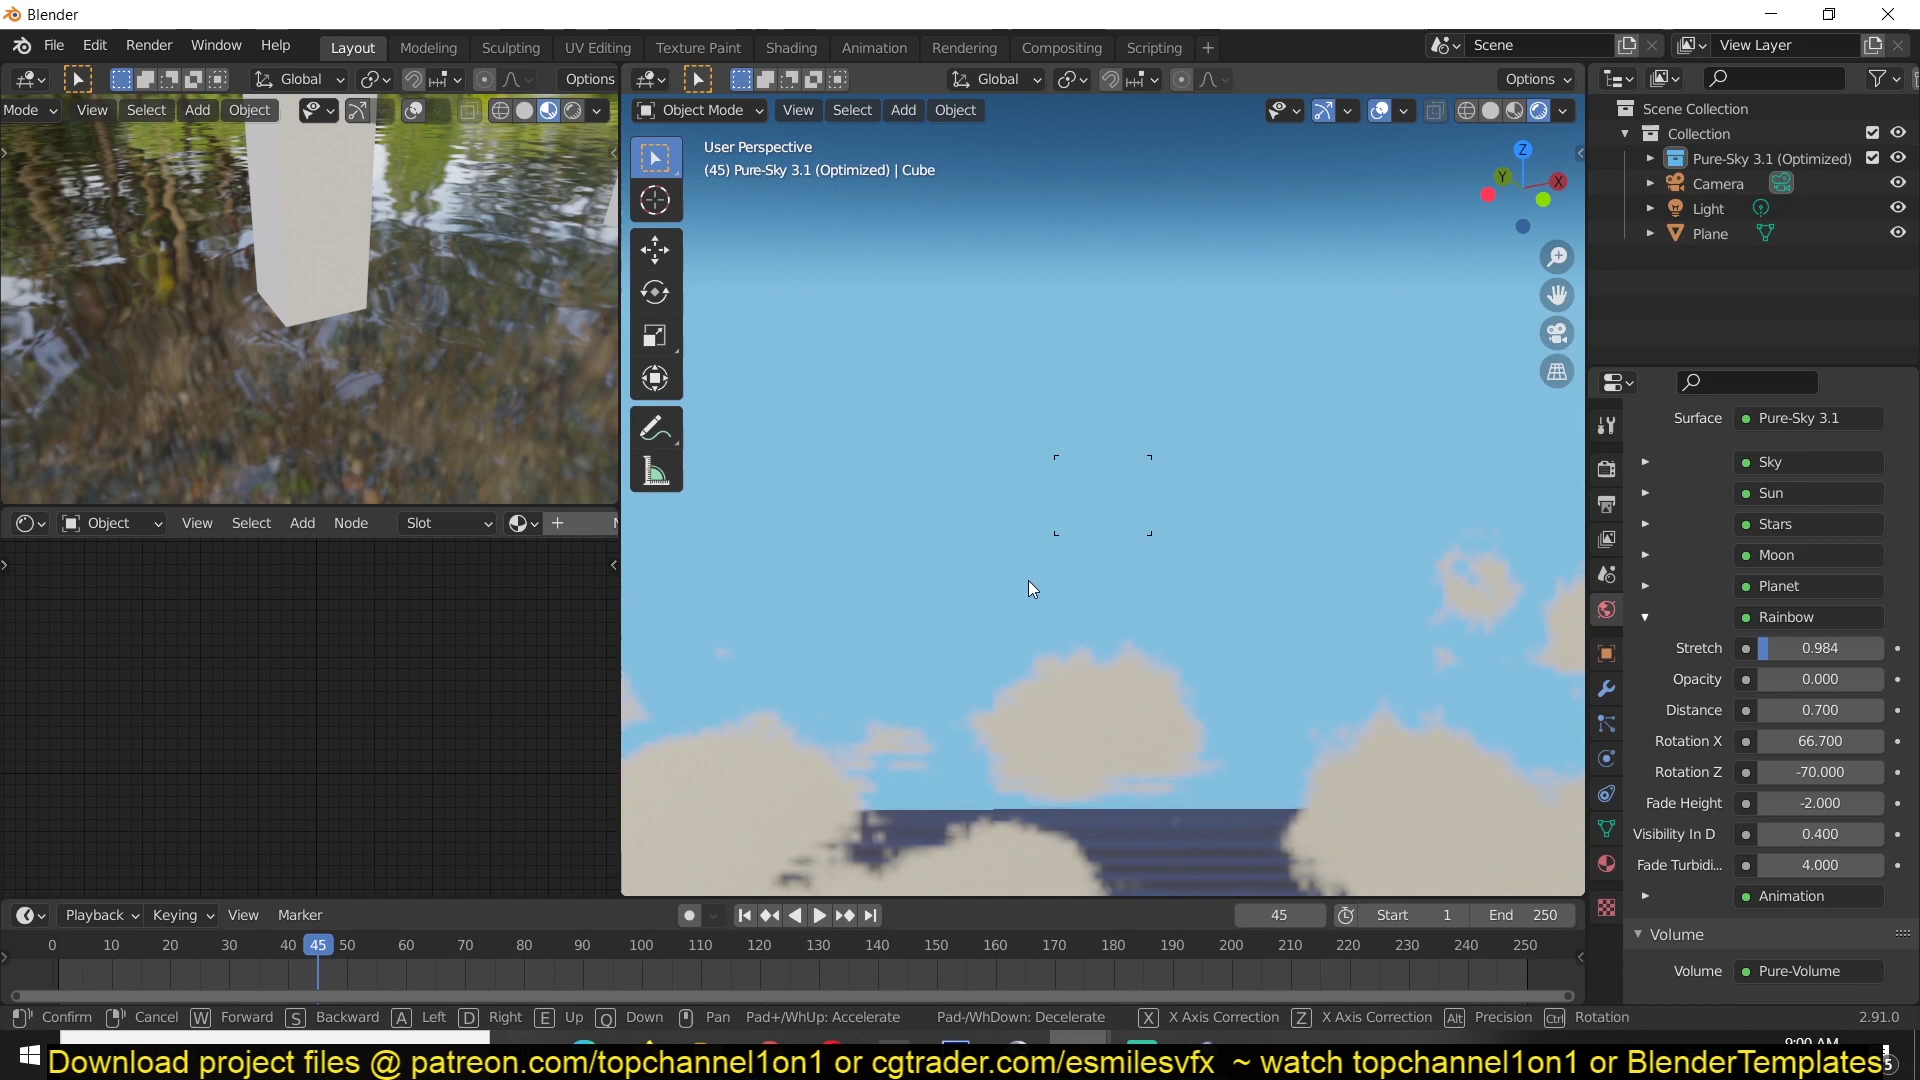 Blender
File Edit Render Window Help Layout Modeling Sculpting UV Editing Texture Paint Shading Animation Rendering Compositing Scripting + Scene View Layer
Global Options Global Options
Mode View Select Add Object Object Mode View Select Add Object
User Perspective
(45) Pure-Sky 3.1 (Optimized) | Cube
Z
Y
X
Scene Collection
Collection
Pure-Sky 3.1 (Optimized)
Camera
Light
Plane
Surface Pure-Sky 3.1
Sky
Sun
Stars
Moon
Planet
Rainbow
Stretch 0.984
Opacity 0.000
Distance 0.700
Rotation X 66.700
Rotation Z -70.000
Fade Height -2.000
Visibility In D 0.400
Fade Turbidi... 4.000
Animation
Volume
Volume Pure-Volume
Object View Select Add Node Slot
Playback Keying View Marker 45 Start 1 End 250
0 10 20 30 40 45 50 60 70 80 90 100 110 120 130 140 150 160 170 180 190 200 210 220 230 240 250
Confirm Cancel W Forward S Backward A Left D Right E Up Q Down Pan Pad+/WhUp: Accelerate Pad-/WhDown: Decelerate X X Axis Correction Z X Axis Correction Alt Precision Ctrl Rotation 2.91.0
Download project files @ patreon.com/topchannel1on1 or cgtrader.com/esmilesvfx ~ watch topchannel1on1 or BlenderTemplates